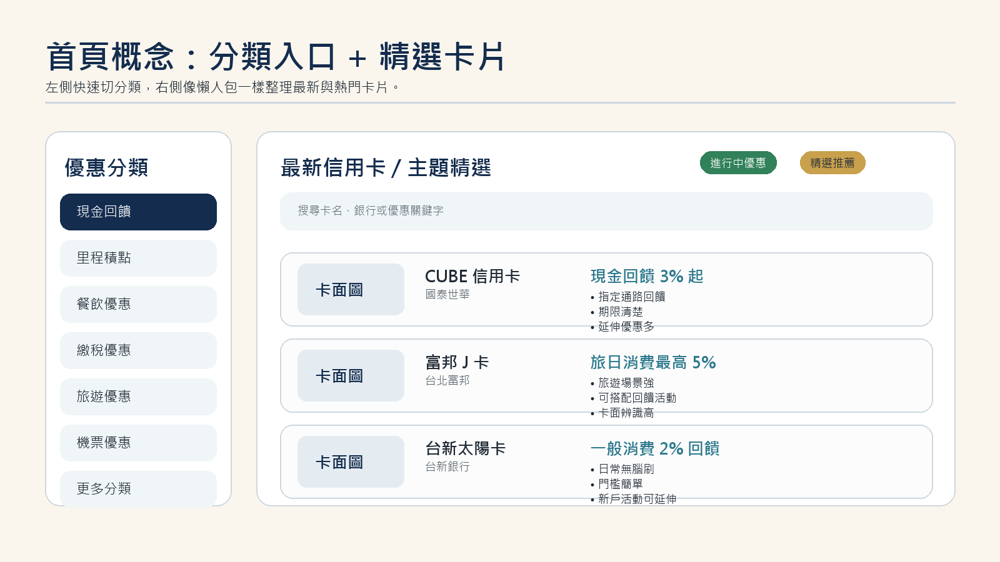 首頁概念：分類入口 + 精選卡片
左側快速切分類，右側像懶人包一樣整理最新與熱門卡片。
優惠分類
現金回饋
里程積點
餐飲優惠
繳稅優惠
旅遊優惠
機票優惠
更多分類
最新信用卡 / 主題精選
進行中優惠
精選推薦
搜尋卡名、銀行或優惠關鍵字
卡面圖
CUBE 信用卡
國泰世華
現金回饋 3% 起
• 指定通路回饋
• 期限清楚
• 延伸優惠多
卡面圖
富邦 J 卡
台北富邦
旅日消費最高 5%
• 旅遊場景強
• 可搭配回饋活動
• 卡面辨識高
卡面圖
台新太陽卡
台新銀行
一般消費 2% 回饋
• 日常無腦刷
• 門檻簡單
• 新戶活動可延伸